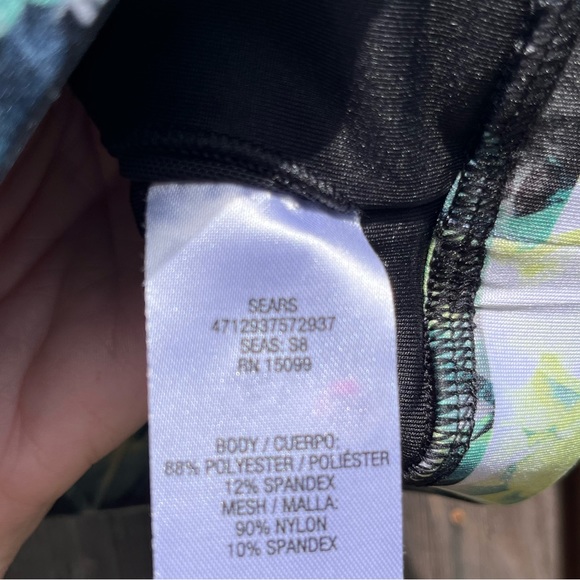 SEARS
4712937572937
SEAS: S8
RN 15099
BODY / CUERPO:
88% POLYESTER / POLIÉSTER
12% SPANDEX
MESH / MALLA:
90% NYLON
10% SPANDEX